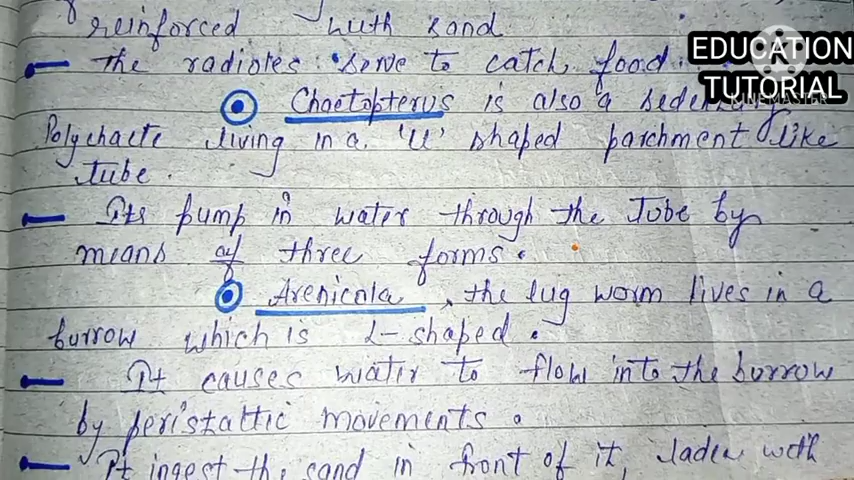 reinforced with sand
EDUCATION
TUTORIAL
KINEMASTER
— the radioles serve to catch food.
Chaetopterus is also a sedentary
Polychaete living in a 'U' shaped parchment like
tube.
— Its pump in water through the Tube by
means of three forms.
Arenicola, the lug worm lives in a
burrow which is L-shaped.
— It causes water to flow into the burrow
by peristaltic movements.
— It ingest the sand in front of it, laden with